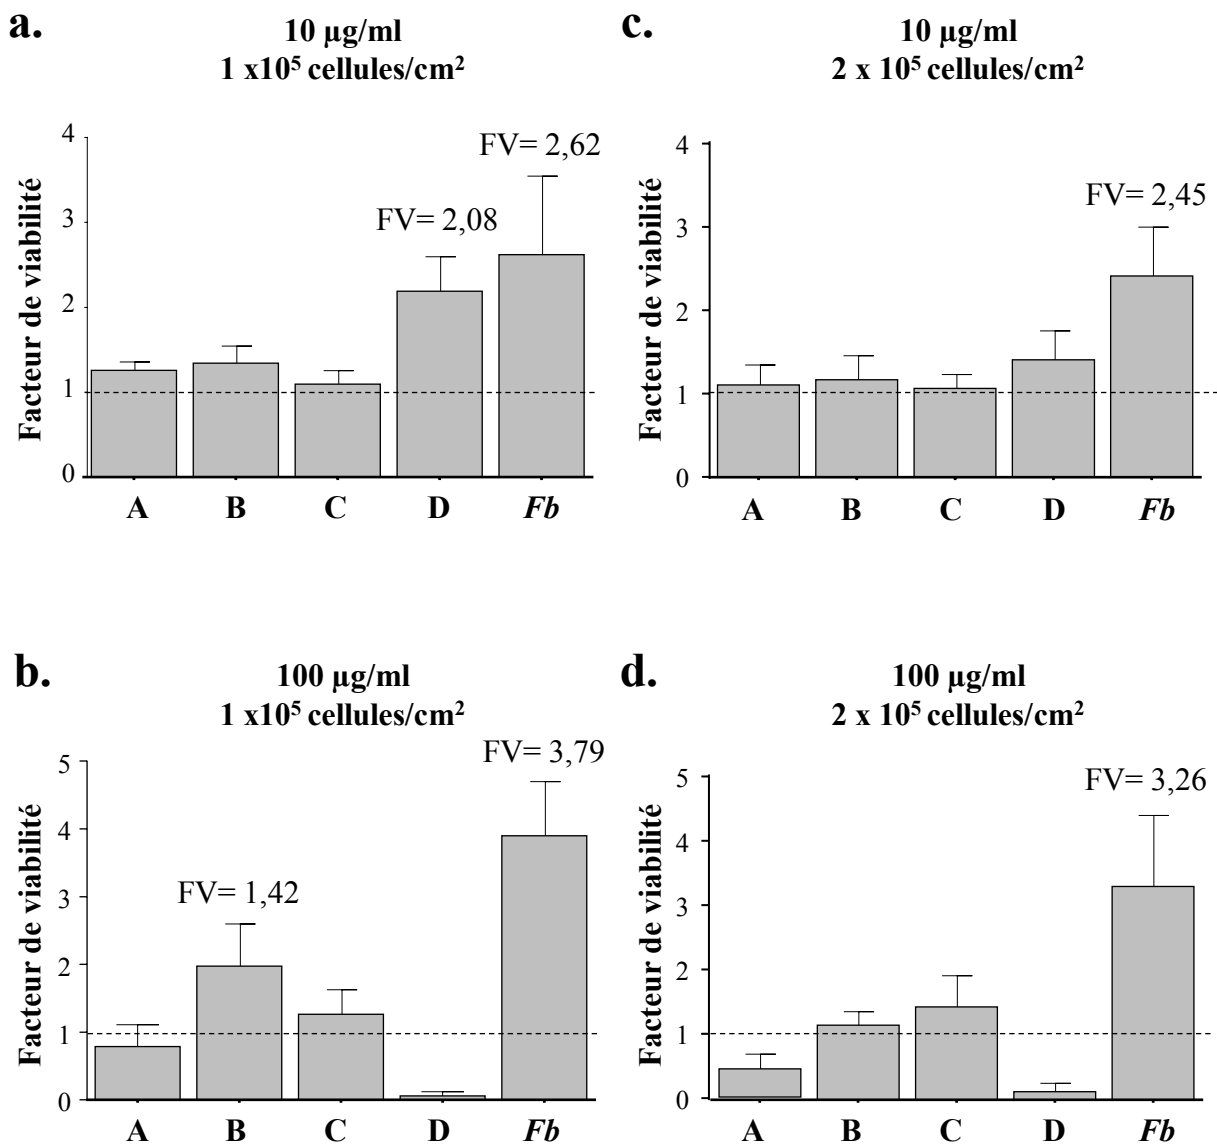 a.
10 µg/ml
1 x10⁵ cellules/cm²
Facteur de viabilité
4
3
2
1
0
FV= 2,08
FV= 2,62
A B C D Fb
c.
10 µg/ml
2 x 10⁵ cellules/cm²
Facteur de viabilité
4
3
2
1
0
FV= 2,45
A B C D Fb
b.
100 µg/ml
1 x10⁵ cellules/cm²
Facteur de viabilité
5
4
3
2
1
0
FV= 1,42
FV= 3,79
A B C D Fb
d.
100 µg/ml
2 x 10⁵ cellules/cm²
Facteur de viabilité
5
4
3
2
1
0
FV= 3,26
A B C D Fb